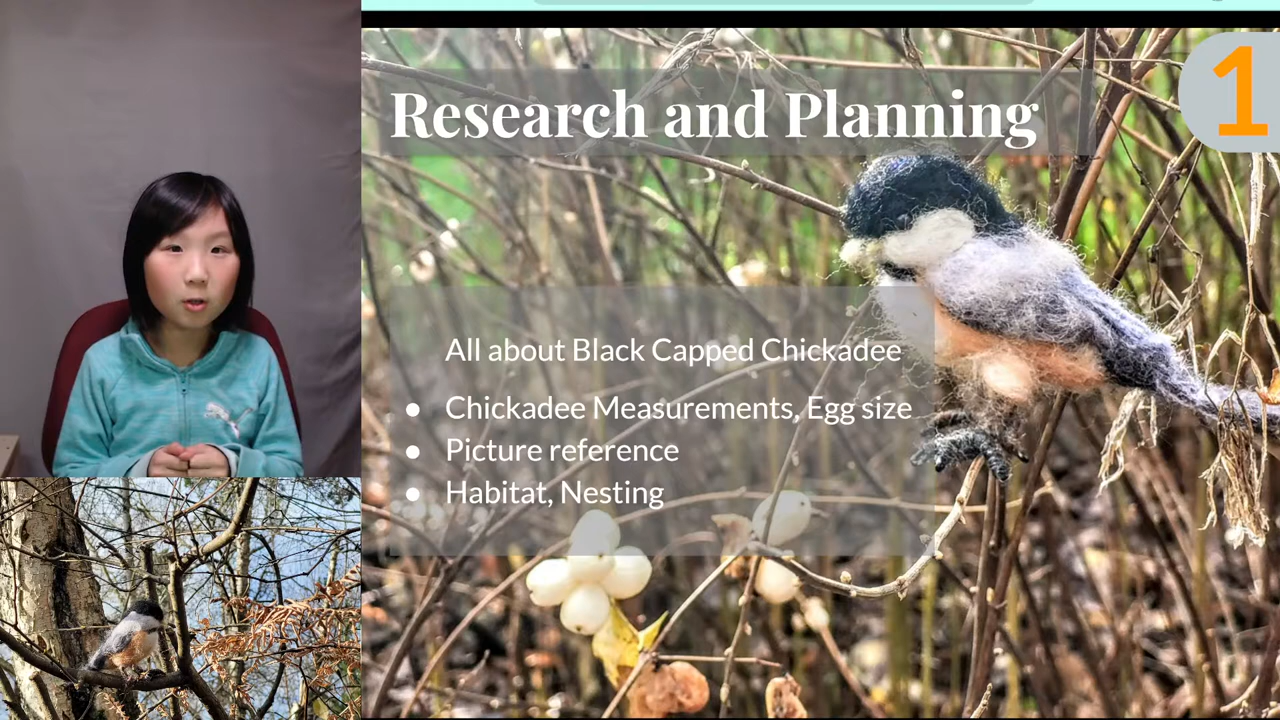 Research and Planning
1
All about Black Capped Chickadee
● Chickadee Measurements, Egg size
● Picture reference
● Habitat, Nesting